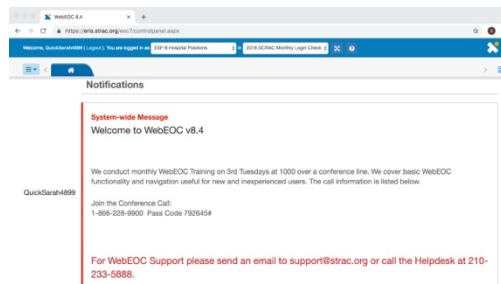 WebEOC 8.4
https://eris.strac.org/eoc7/controlpanel.aspx
Welcome, QuickSarah4899 ( Logout ). You are logged in as ESF-8 Hospital Positions in 2018 GCRAC Monthly Login Check
Notifications
System-wide Message
Welcome to WebEOC v8.4
We conduct monthly WebEOC Training on 3rd Tuesdays at 1000 over a conference line. We cover basic WebEOC
functionality and navigation useful for new and inexperienced users. The call information is listed below.
QuickSarah4899
Join the Conference Call:
1-866-228-9900 Pass Code 792645#
For WebEOC Support please send an email to support@strac.org or call the Helpdesk at 210-
233-5888.